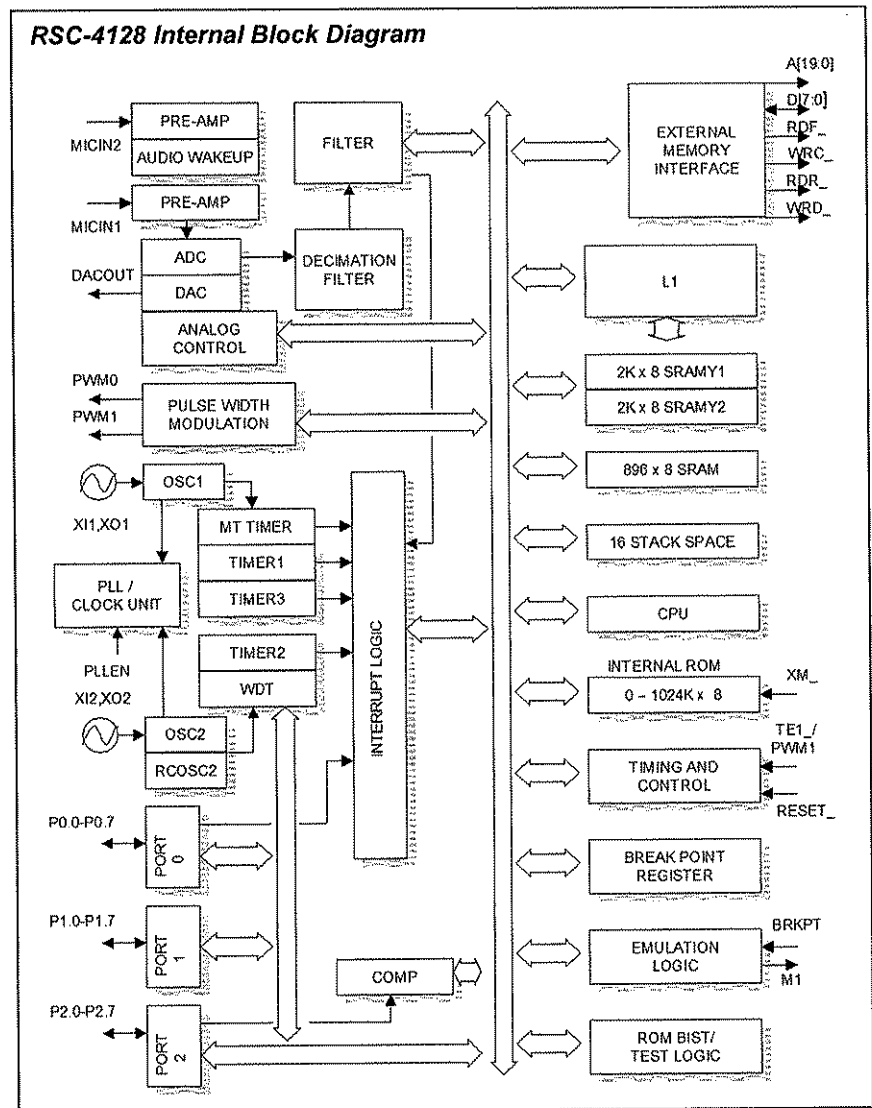 RSC-4128 Internal Block Diagram
MICIN2
PRE-AMP
AUDIO WAKEUP
MICIN1
PRE-AMP
DACOUT
ADC
DAC
ANALOG
CONTROL
FILTER
DECIMATION
FILTER
PWM0
PWM1
PULSE WIDTH
MODULATION
OSC1
XI1,XO1
MT TIMER
TIMER1
TIMER3
PLL /
CLOCK UNIT
PLLEN
XI2,XO2
TIMER2
WDT
OSC2
RCOSC2
INTERRUPT LOGIC
P0.0-P0.7
PORT
0
P1.0-P1.7
PORT
1
P2.0-P2.7
PORT
2
COMP
EXTERNAL
MEMORY
INTERFACE
A[19:0]
D[7:0]
RDF_
WRC_
RDR_
WRD_
L1
2K x 8 SRAMY1
2K x 8 SRAMY2
896 x 8 SRAM
16 STACK SPACE
CPU
INTERNAL ROM
0 – 1024K x 8
XM_
TIMING AND
CONTROL
TE1_/
PWM1
RESET_
BREAK POINT
REGISTER
EMULATION
LOGIC
BRKPT
M1
ROM BIST/
TEST LOGIC